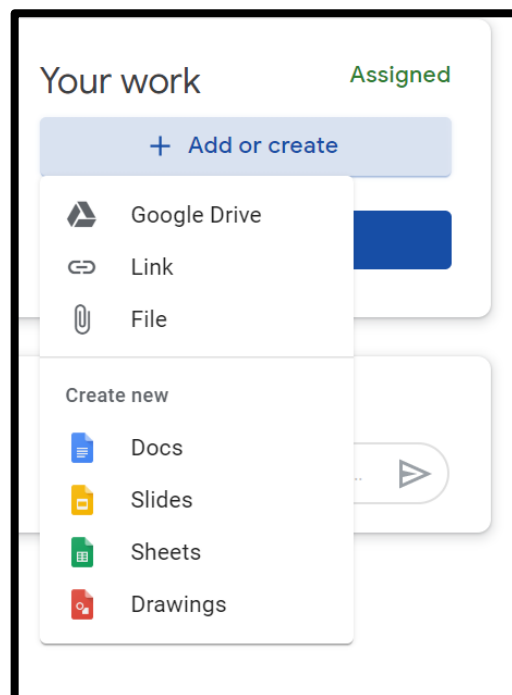 Your work
Assigned
+ Add or create
Google Drive
Link
File
Create new
Docs
Slides
Sheets
Drawings